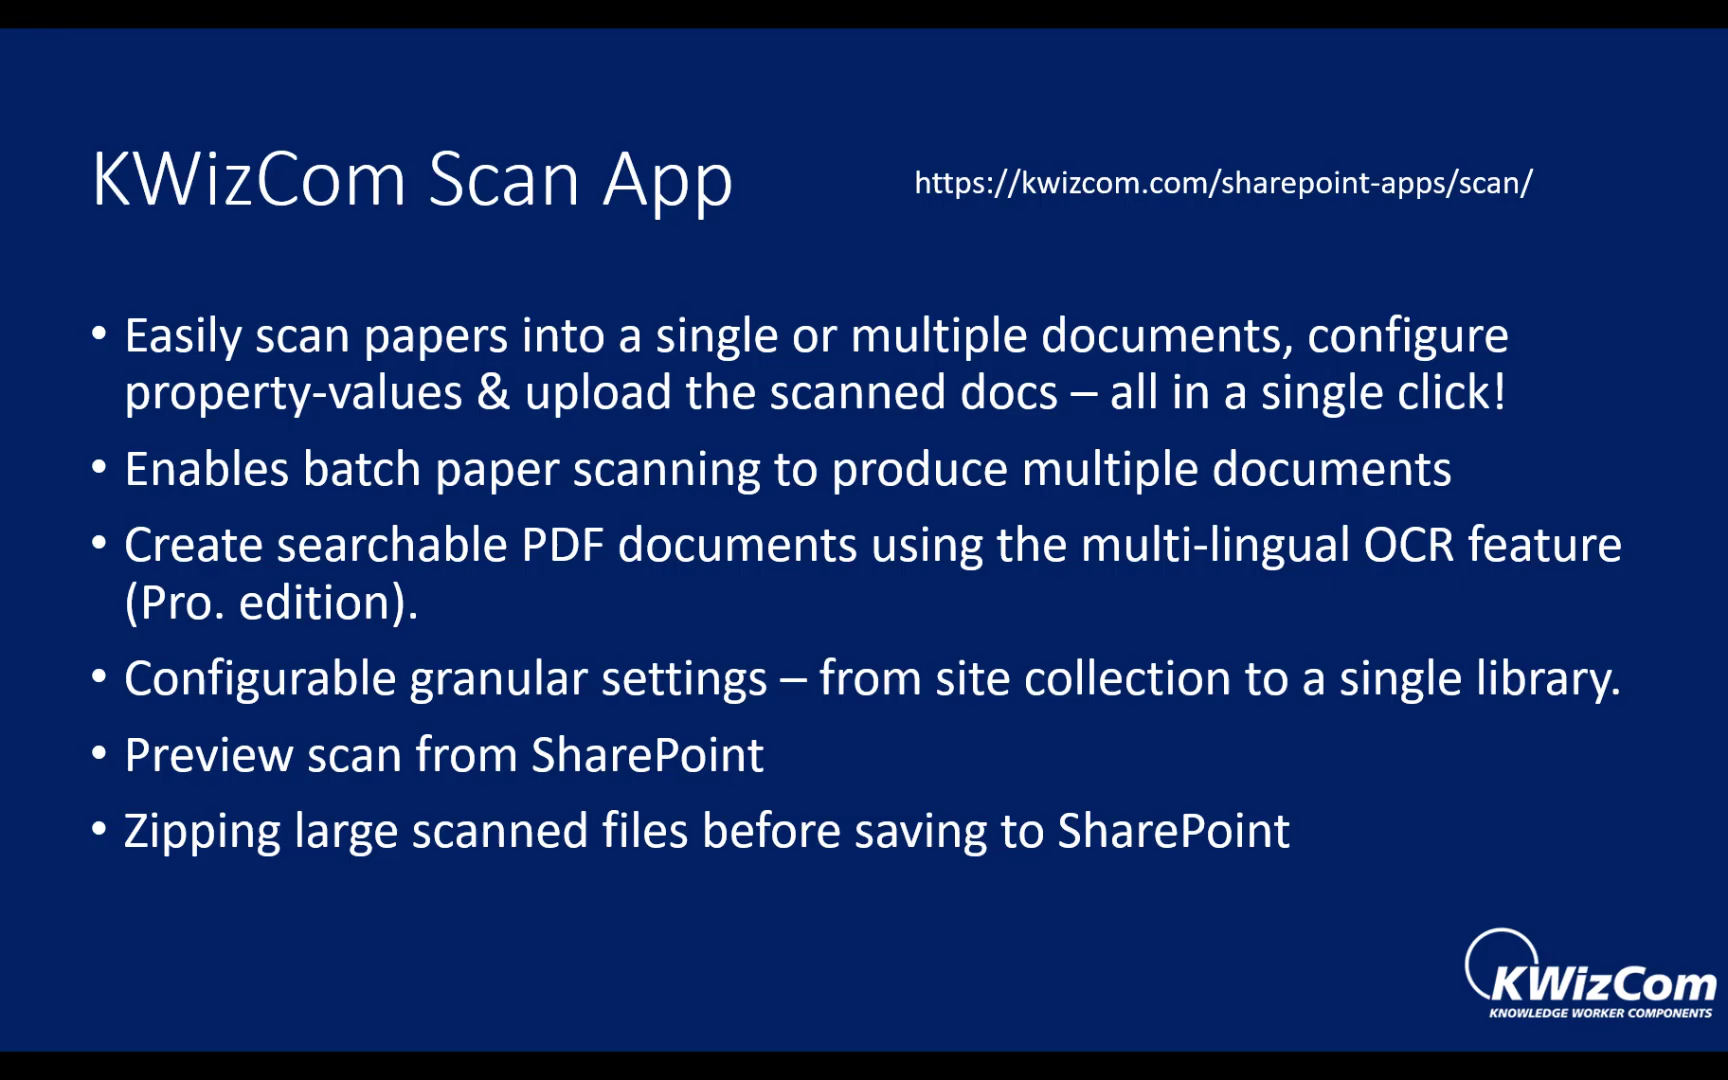 KWizCom Scan App
https://kwizcom.com/sharepoint-apps/scan/
• Easily scan papers into a single or multiple documents, configure
property-values & upload the scanned docs – all in a single click!
• Enables batch paper scanning to produce multiple documents
• Create searchable PDF documents using the multi-lingual OCR feature
(Pro. edition).
• Configurable granular settings – from site collection to a single library.
• Preview scan from SharePoint
• Zipping large scanned files before saving to SharePoint
KWizCom
KNOWLEDGE WORKER COMPONENTS